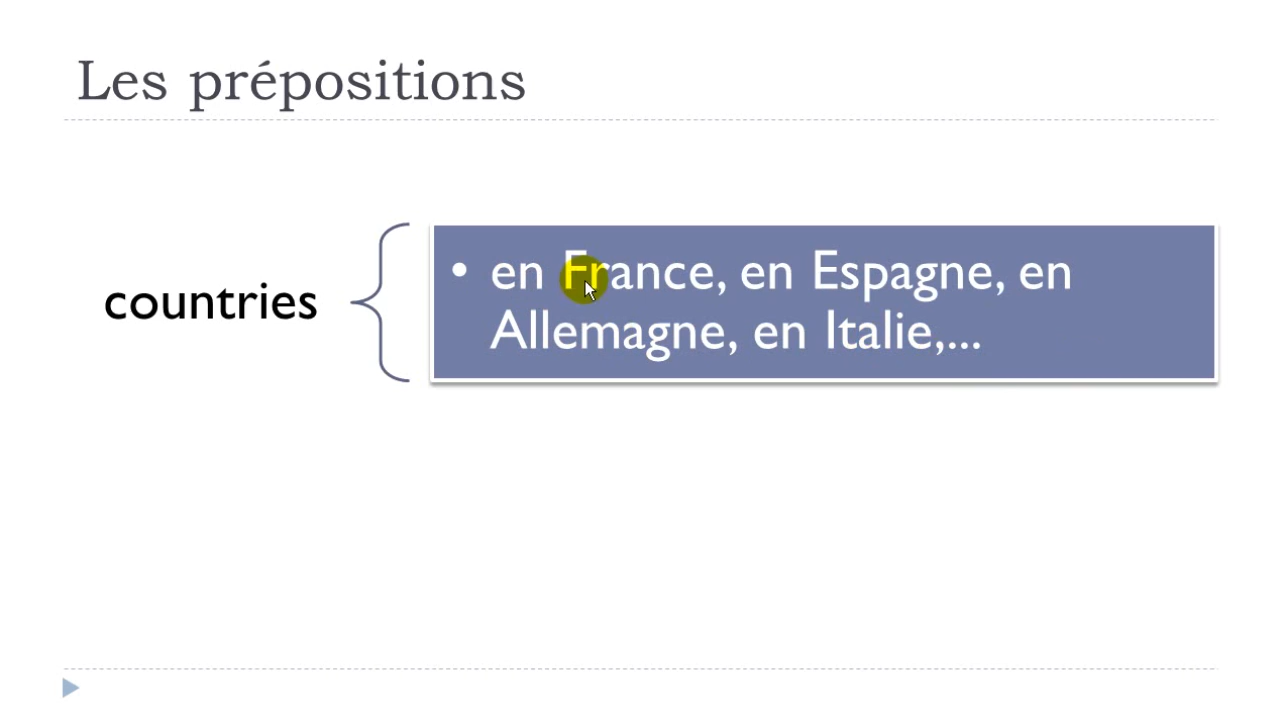 Les prépositions
countries
• en France, en Espagne, en
Allemagne, en Italie,...